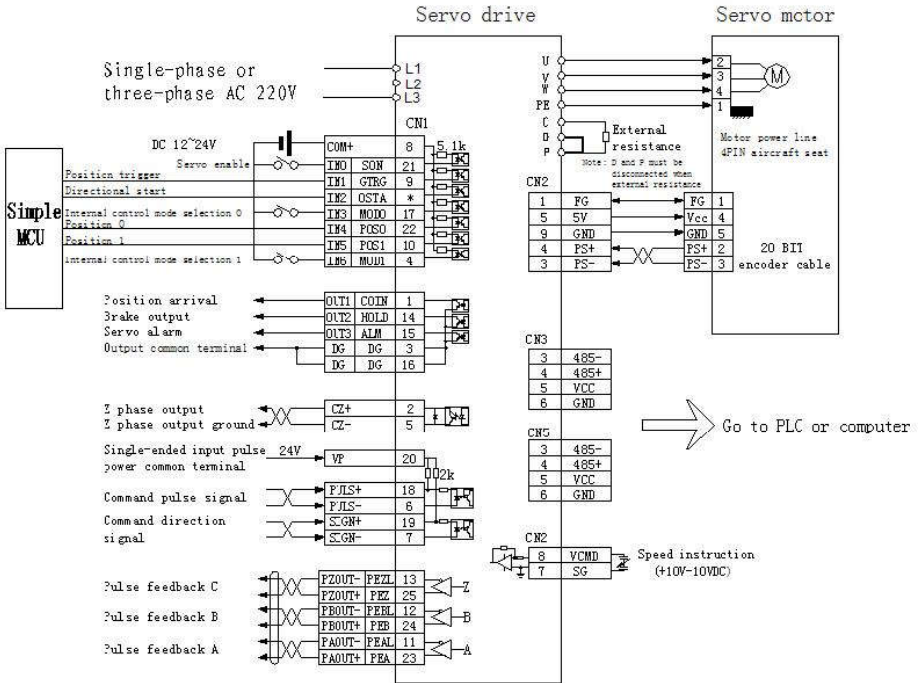 Servo drive
Servo mctor
Single-phase or
three-phase AC 220V
L1
L2
L3
U
V
W
PE
C
D
P
2
3
4
1
M
External
resistance
Note: D and P must be
disconnected when
external resistance
Motor power line
4PIN aircraft seat
CN1
DC 12~24V
Servo enable
Position trigger
Directional start
Internal control mode selection 0
Position 0
Position 1
Internal control mode selection 1
Simple
MCU
COM+ 8 5.1k
IN0 SON 21
IN1 GTRG 9
IN2 OSTA *
IN3 MOD0 17
IN4 POS0 22
IN5 POS1 10
IN6 MOD1 4
CN2
1 FG FG 1
5 5V Vcc 4
9 GND GND 5
4 PS+ PS+ 2
3 PS- PS- 3
20 BIT
encoder cable
Position arrival OUT1 COIN 1
Brake output OUT2 HOLD 14
Servo alarm OUT3 ALM 15
Output common terminal DG DG 3
DG DG 16
CN3
3 485-
4 485+
5 VCC
6 GND
Go to PLC or computer
Z phase output CZ+ 2
Z phase output ground CZ- 5
CN5
3 485-
4 485+
5 VCC
6 GND
Single-ended input pulse 24V
power common terminal VP 20
2k
Command pulse signal
PULS+ 18
PULS- 6
Command direction
signal
SIGN+ 19
SIGN- 7
CN2
8 VCMD
7 SG
Speed instruction
(+10V-10VDC)
Pulse feedback C
PZOUT- PEZL 13
PZOUT+ PEZ 25
Z
Pulse feedback B
PBOUT- PEBL 12
PBOUT+ PEB 24
B
Pulse feedback A
PAOUT- PEAL 11
PAOUT+ PEA 23
A